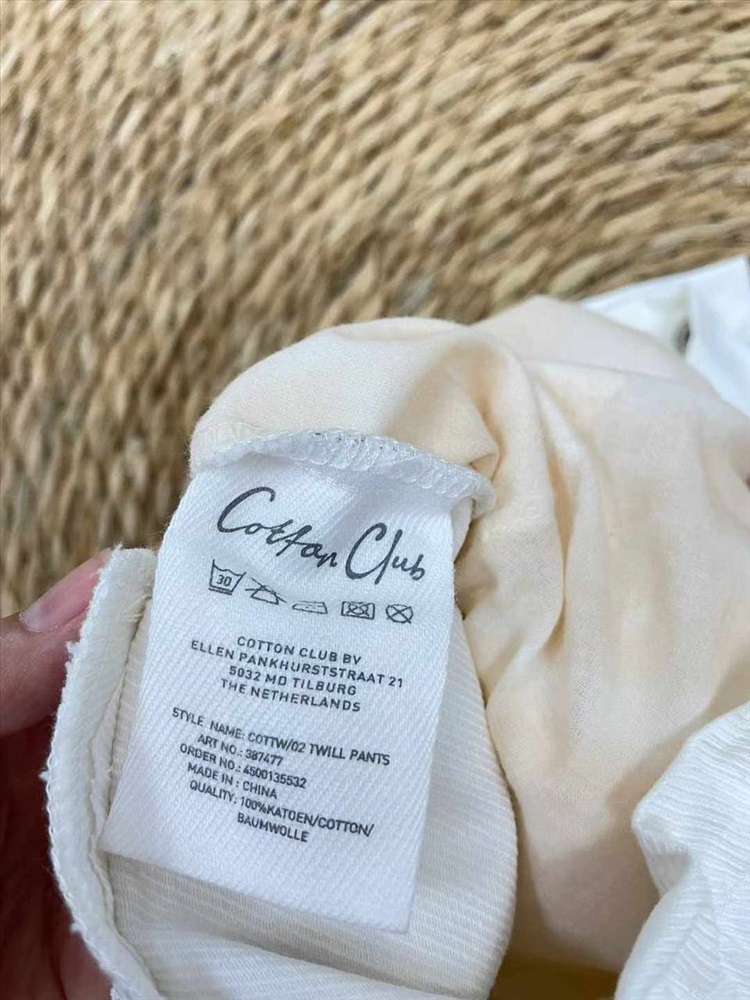 Cotton Club
30
COTTON CLUB BV
ELLEN PANKHURSTSTRAAT 21
5032 MD TILBURG
THE NETHERLANDS
STYLE NAME: COTTW/02 TWILL PANTS
ART NO.: 387477
ORDER NO.: 4500135532
MADE IN : CHINA
QUALITY: 100%KATOEN/COTTON/
BAUMWOLLE